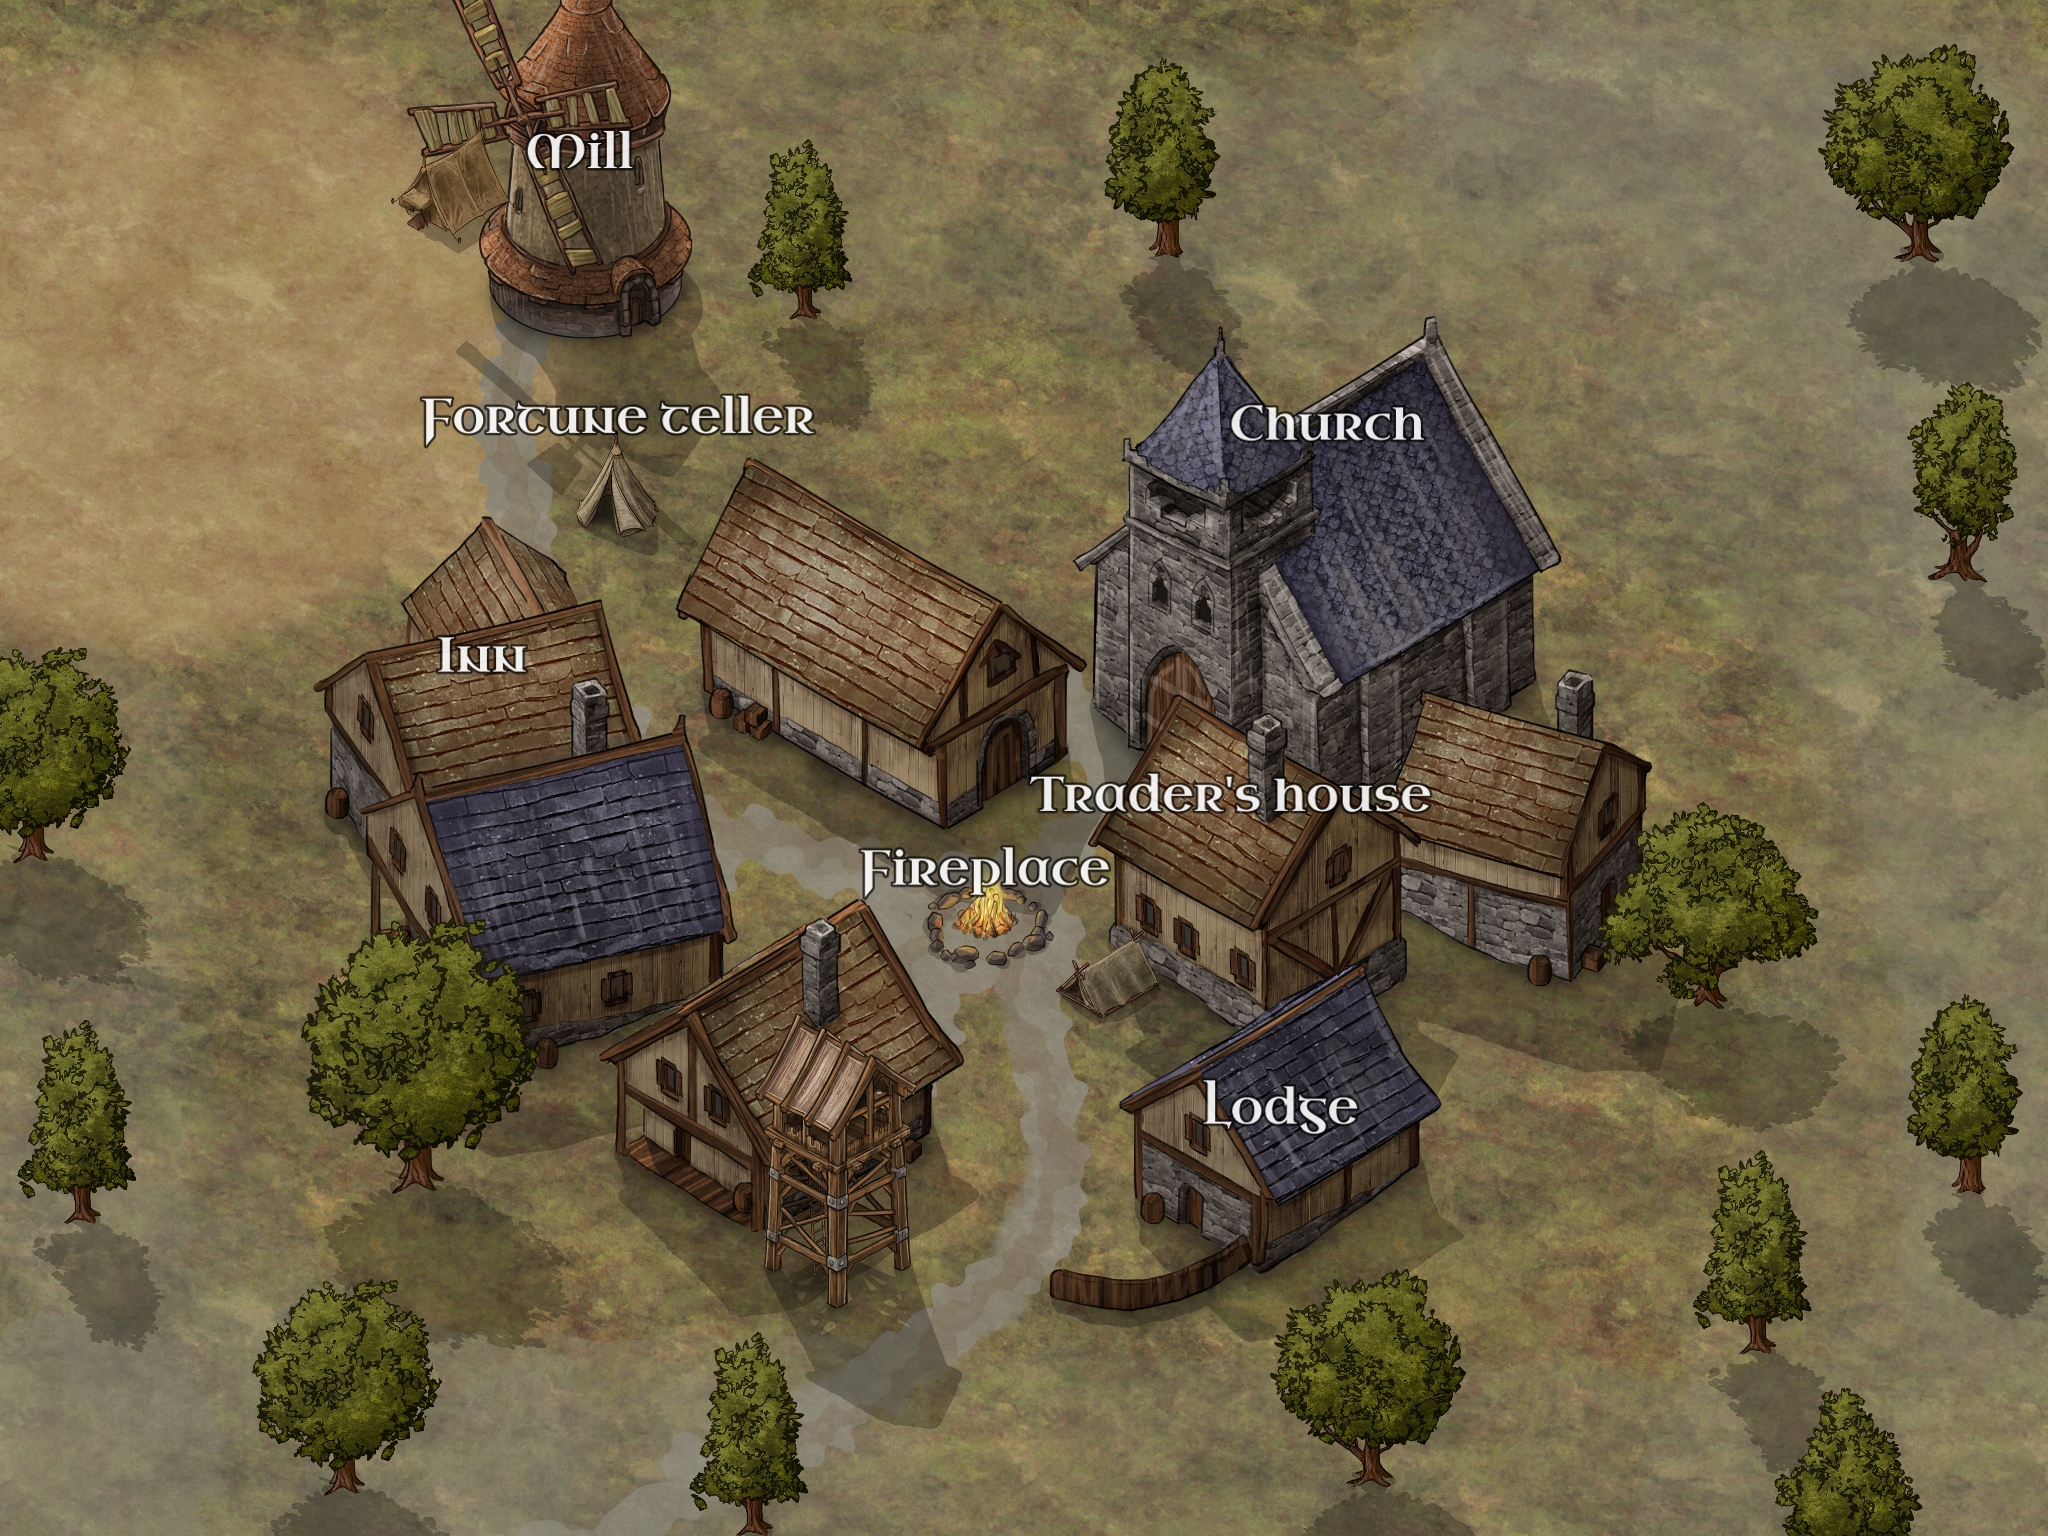 Mill
Fortune teller
Church
Inn
Trader's house
Fireplace
Lodge